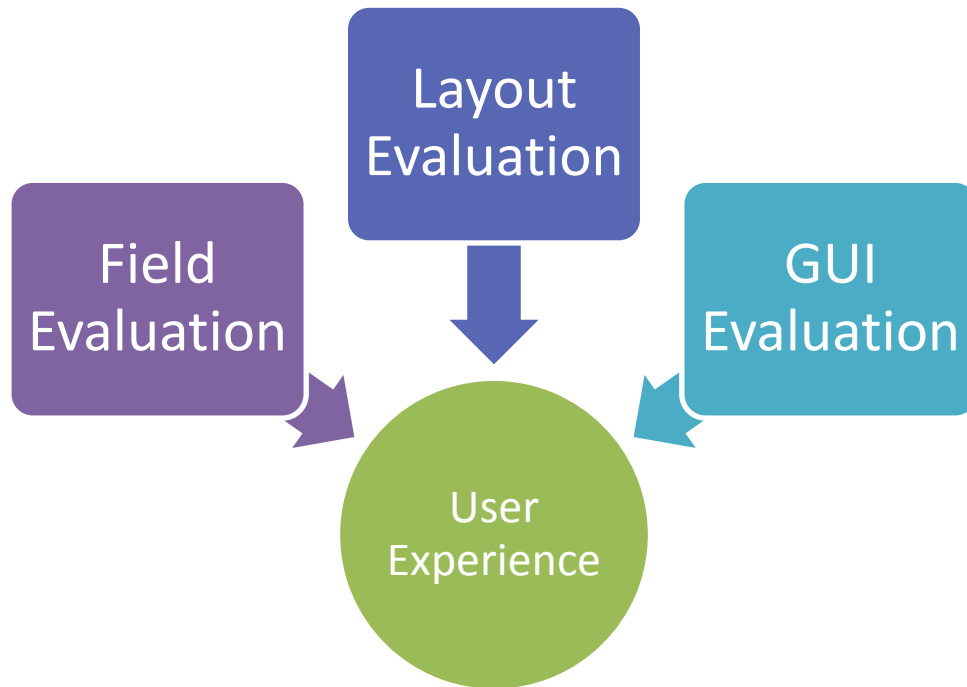 Layout
Evaluation
Field
Evaluation
GUI
Evaluation
User
Experience